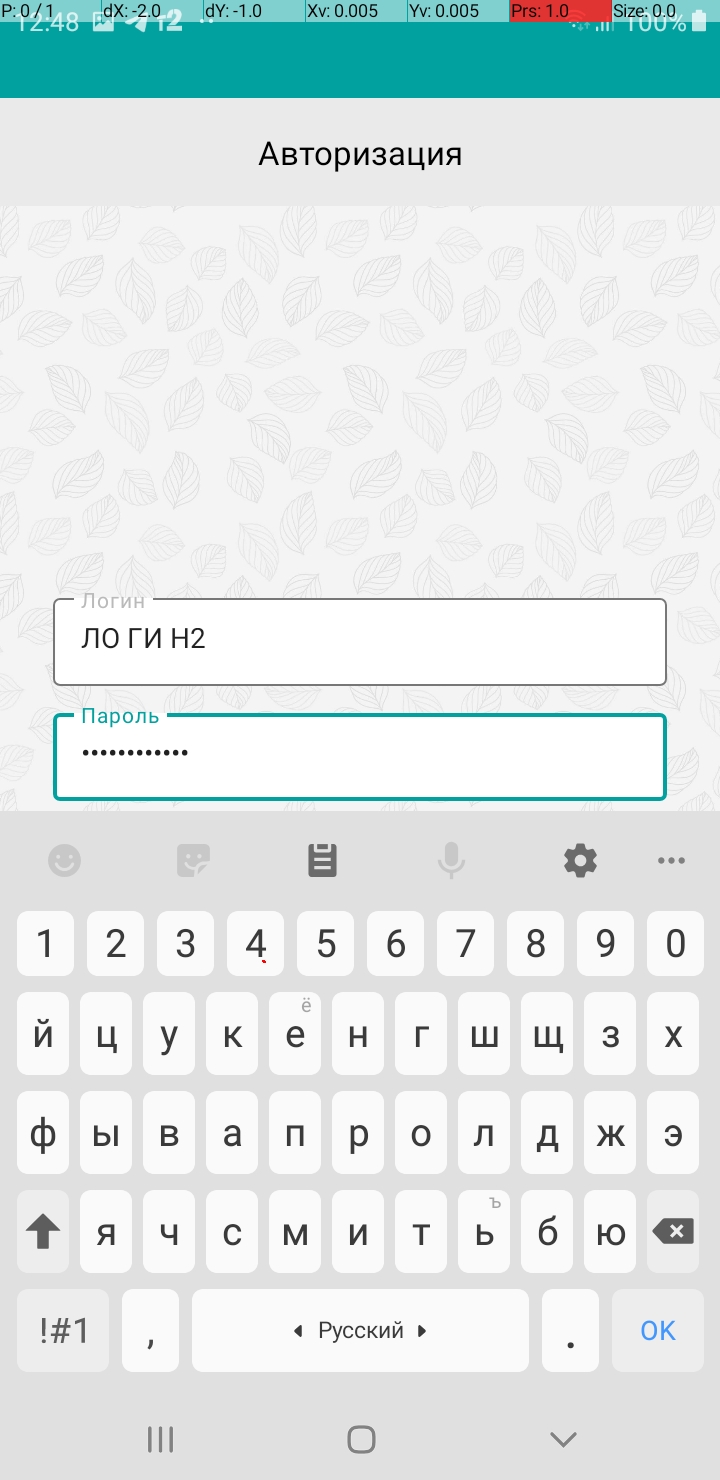 P: 0 / 1 dX: -2.0 dY: -1.0 Xv: 0.005 Yv: 0.005 Prs: 1.0 Size: 0.0
12:48 T2 100%
Авторизация
Логин
ЛО ГИ Н2
Пароль
••••••••••••
1 2 3 4 5 6 7 8 9 0
ё
й ц у к е н г ш щ з х
ф ы в а п р о л д ж э
ъ
я ч с м и т ь б ю
!#1 , Русский . OK